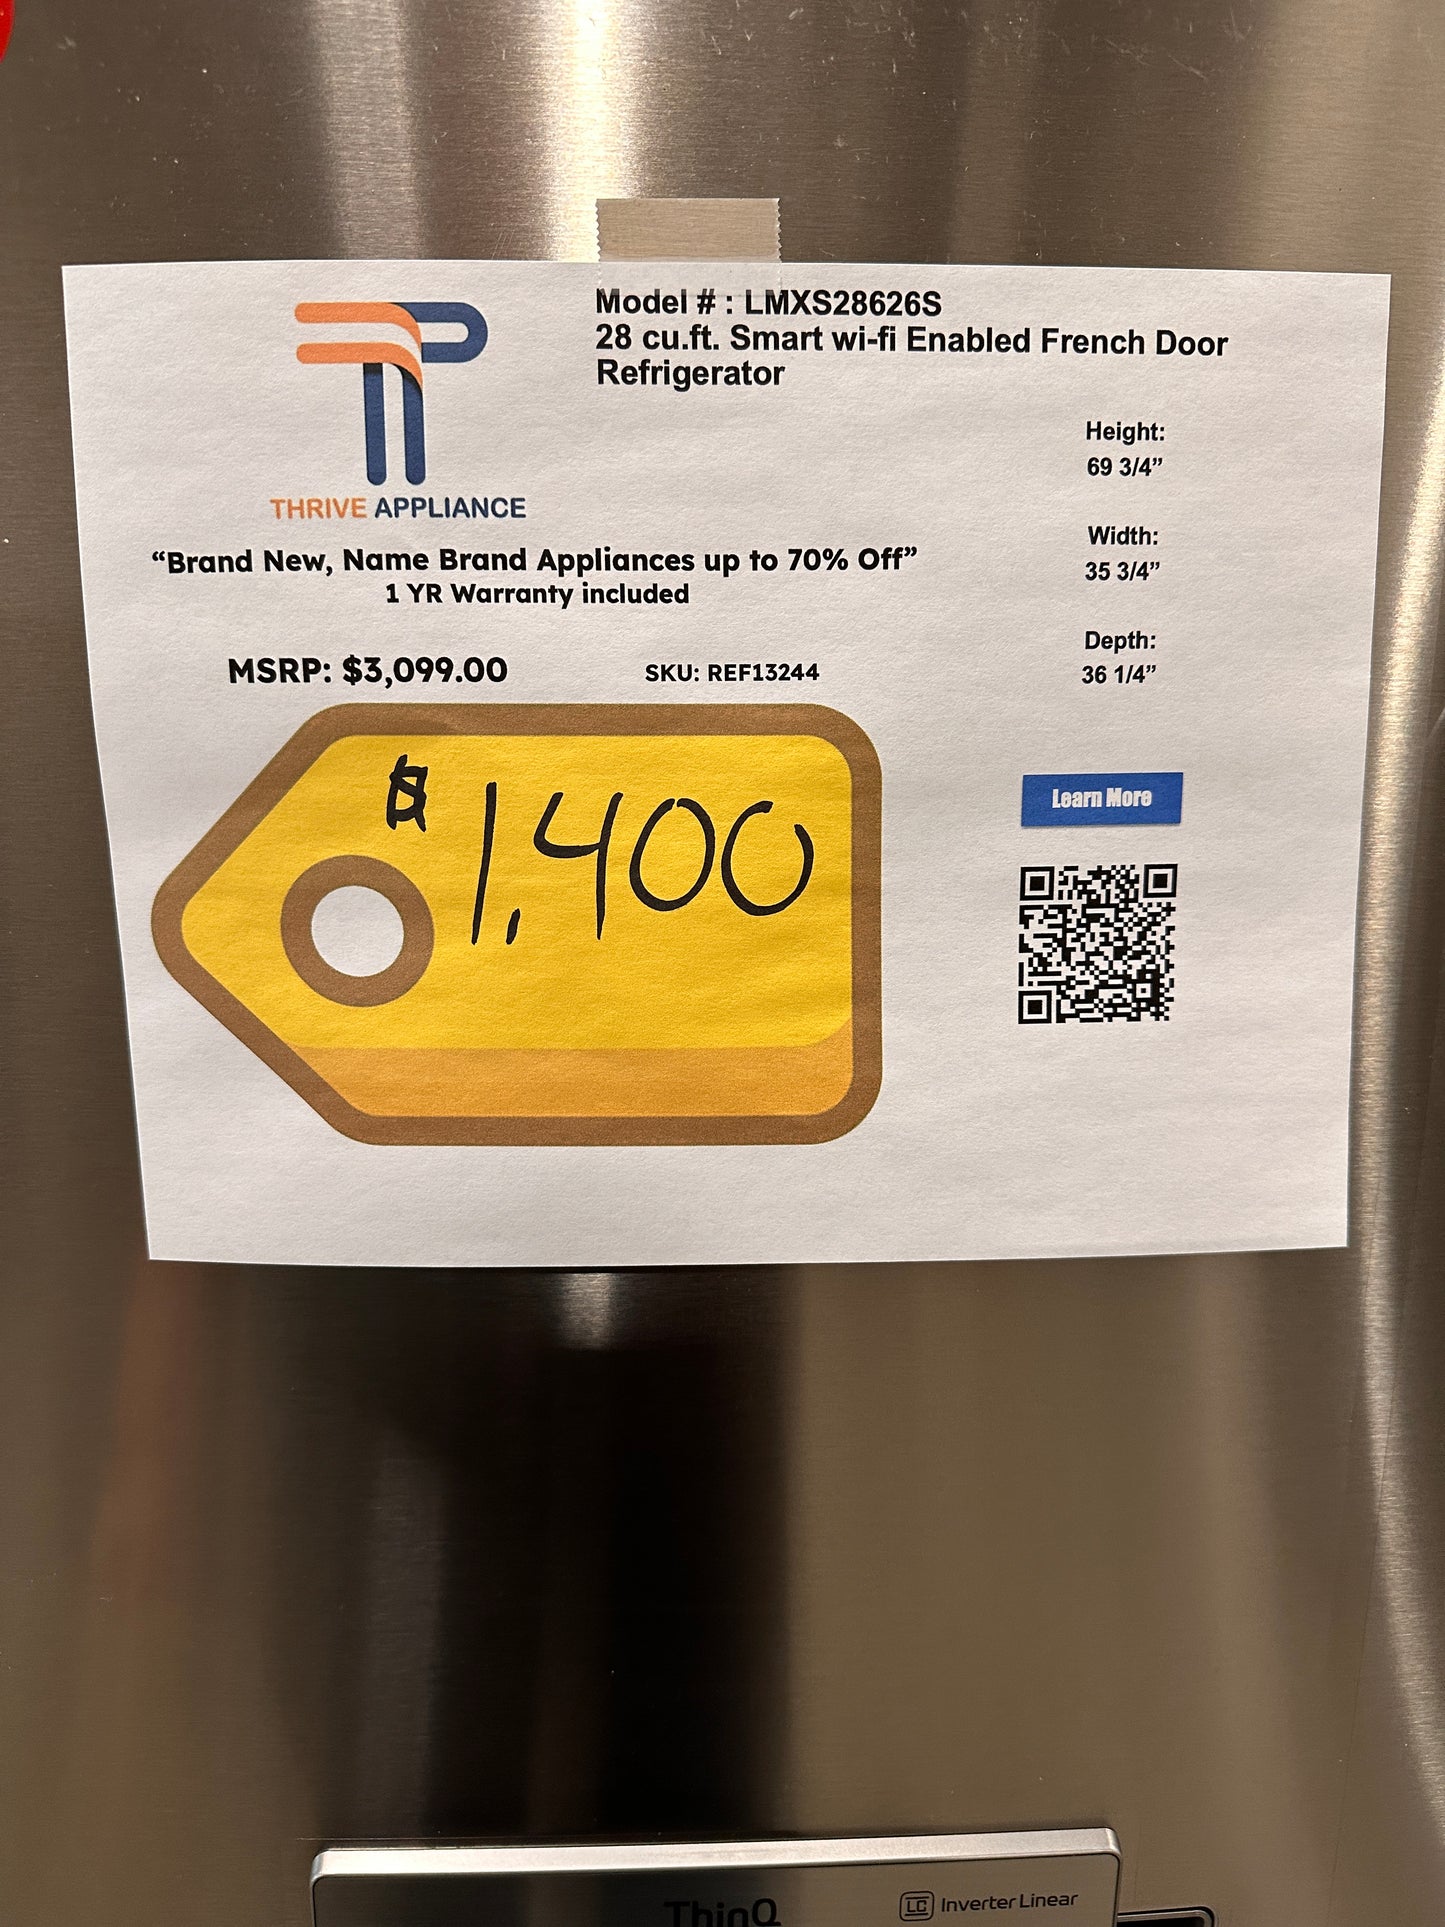 Model # : LMXS28626S
28 cu.ft. Smart wi-fi Enabled French Door
Refrigerator
THRIVE APPLIANCE
“Brand New, Name Brand Appliances up to 70% Off”
1 YR Warranty included
MSRP: $3,099.00
SKU: REF13244
Height:
69 3/4”
Width:
35 3/4”
Depth:
36 1/4”
$1,400
Learn More
ThinQ
LC Inverter Linear